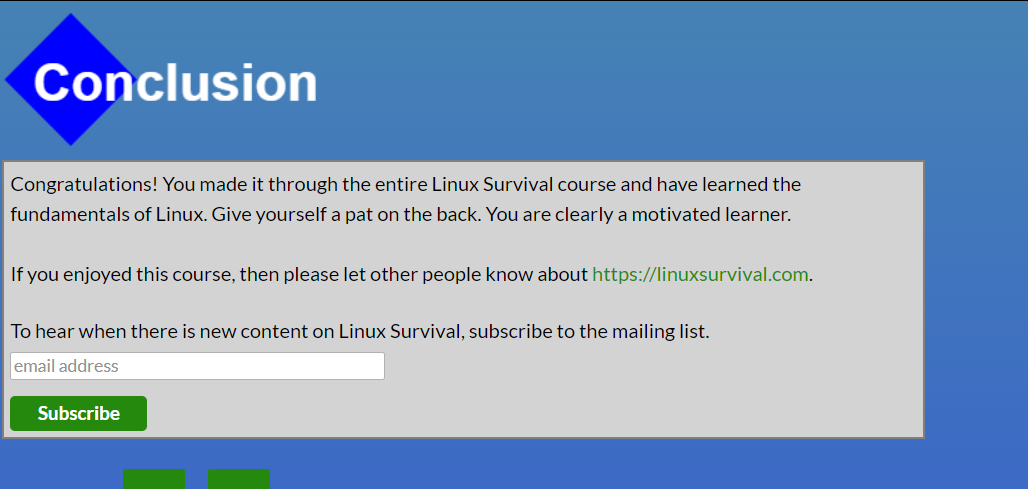 Conclusion
Congratulations! You made it through the entire Linux Survival course and have learned the
fundamentals of Linux. Give yourself a pat on the back. You are clearly a motivated learner.
If you enjoyed this course, then please let other people know about https://linuxsurvival.com.
To hear when there is new content on Linux Survival, subscribe to the mailing list.
email address
Subscribe